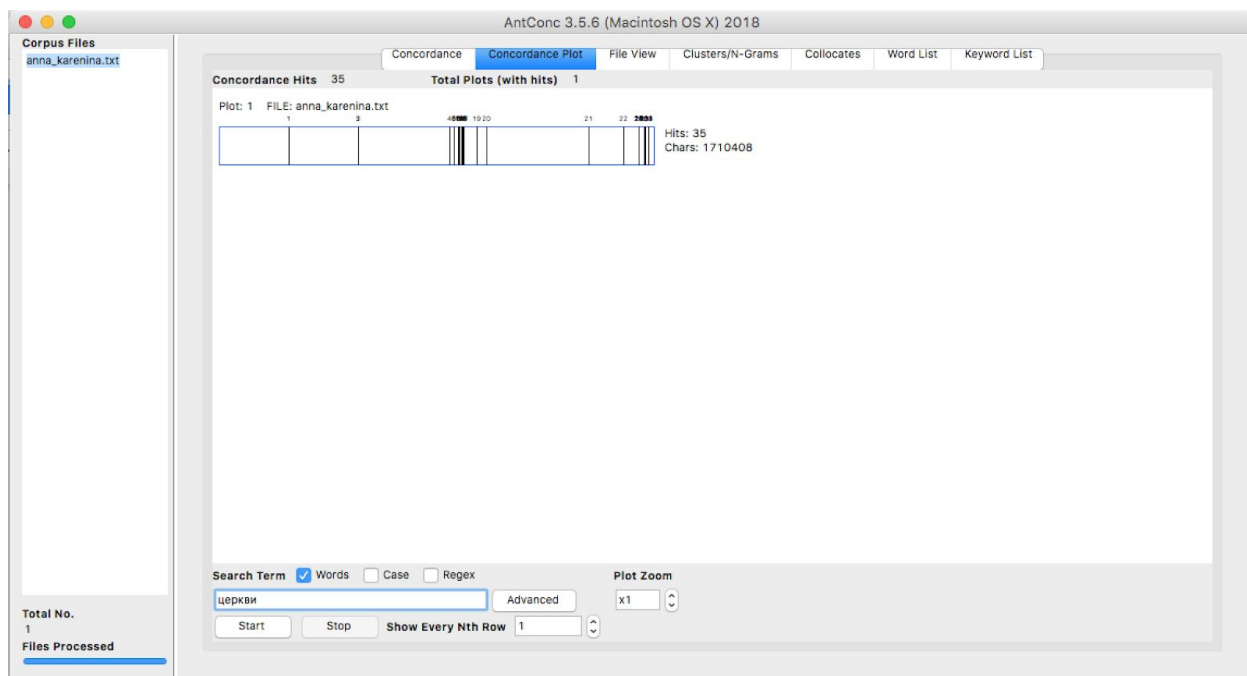 AntConc 3.5.6 (Macintosh OS X) 2018
Corpus Files
anna_karenina.txt
Concordance Concordance Plot File View Clusters/N-Grams Collocates Word List Keyword List
Concordance Hits 35 Total Plots (with hits) 1
Plot: 1 FILE: anna_karenina.txt
1 3 19 20 21 22
Hits: 35
Chars: 1710408
Search Term Words Case Regex Plot Zoom
церкви Advanced x1
Start Stop Show Every Nth Row 1
Total No.
1
Files Processed